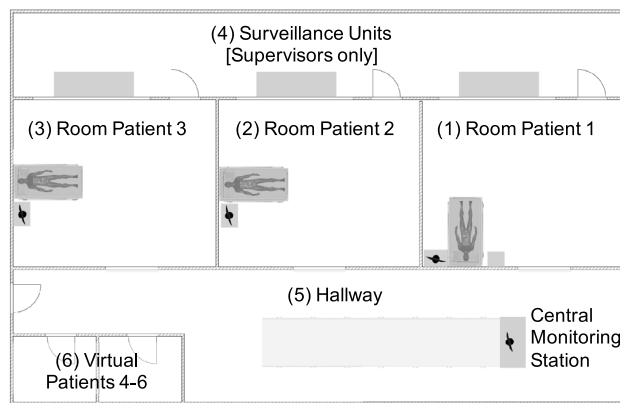 (4) Surveillance Units
[Supervisors only]
(3) Room Patient 3
(2) Room Patient 2
(1) Room Patient 1
(5) Hallway
Central
Monitoring
Station
(6) Virtual
Patients 4-6